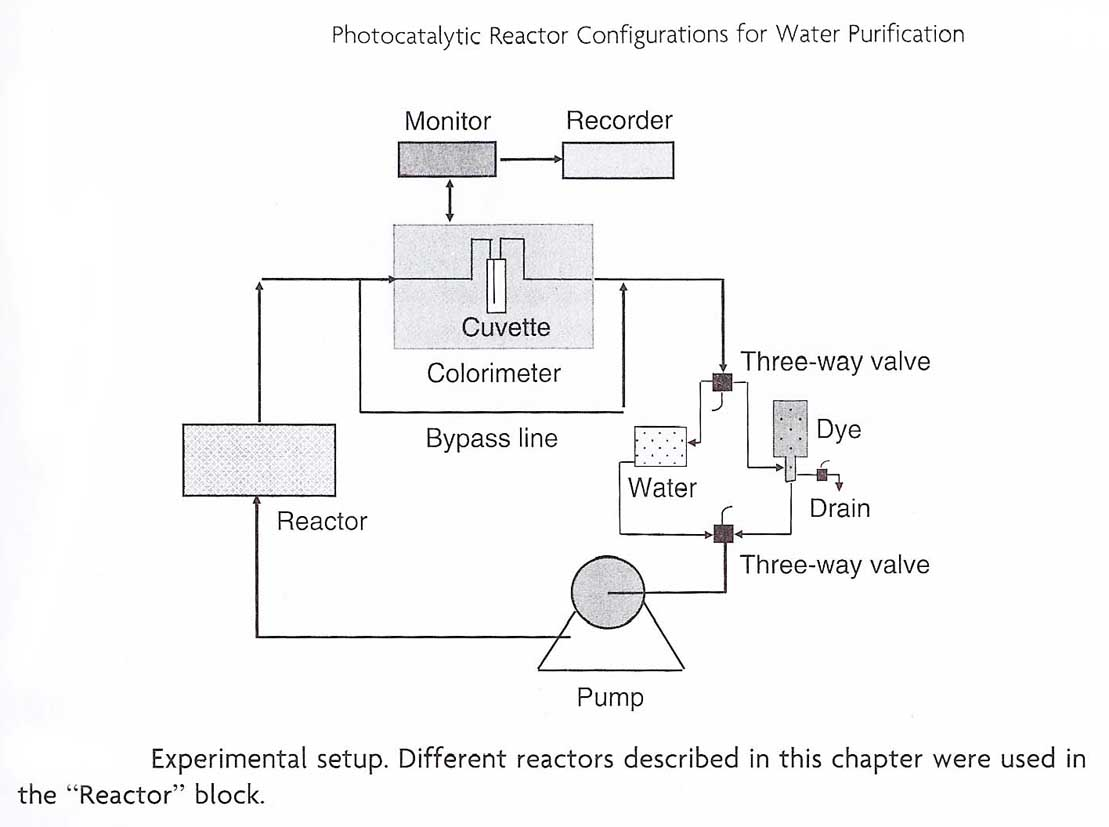 Photocatalytic Reactor Configurations for Water Purification
Monitor
Recorder
Cuvette
Colorimeter
Bypass line
Three-way valve
Dye
Water
Drain
Reactor
Three-way valve
Pump
Experimental setup. Different reactors described in this chapter were used in
the “Reactor” block.